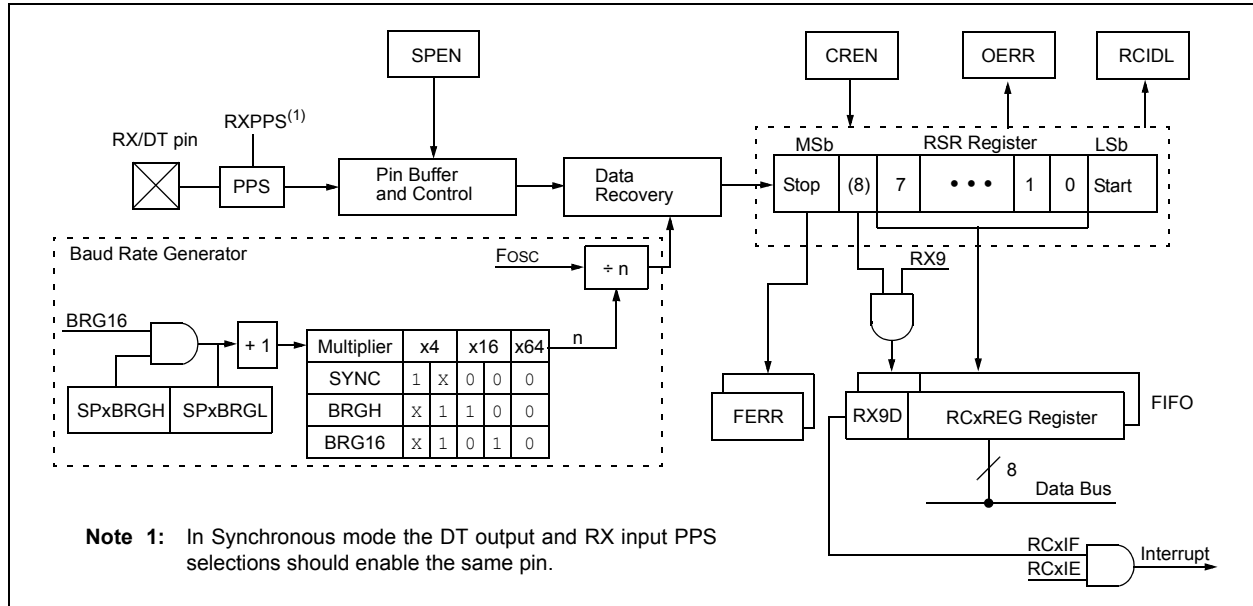 SPEN
CREN
OERR
RCIDL
RXPPS(1)
RX/DT pin
PPS
Pin Buffer
and Control
Data
Recovery
MSb
RSR Register
LSb
Stop
(8)
7
• • •
1
0
Start
Baud Rate Generator
FOSC
÷ n
RX9
BRG16
+ 1
n
Multiplier x4 x16 x64
SYNC 1 X 0 0 0
BRGH X 1 1 0 0
BRG16 X 1 0 1 0
SPxBRGH
SPxBRGL
FERR
RX9D
RCxREG Register
FIFO
8
Data Bus
Note 1: In Synchronous mode the DT output and RX input PPS
selections should enable the same pin.
RCxIF
RCxIE
Interrupt